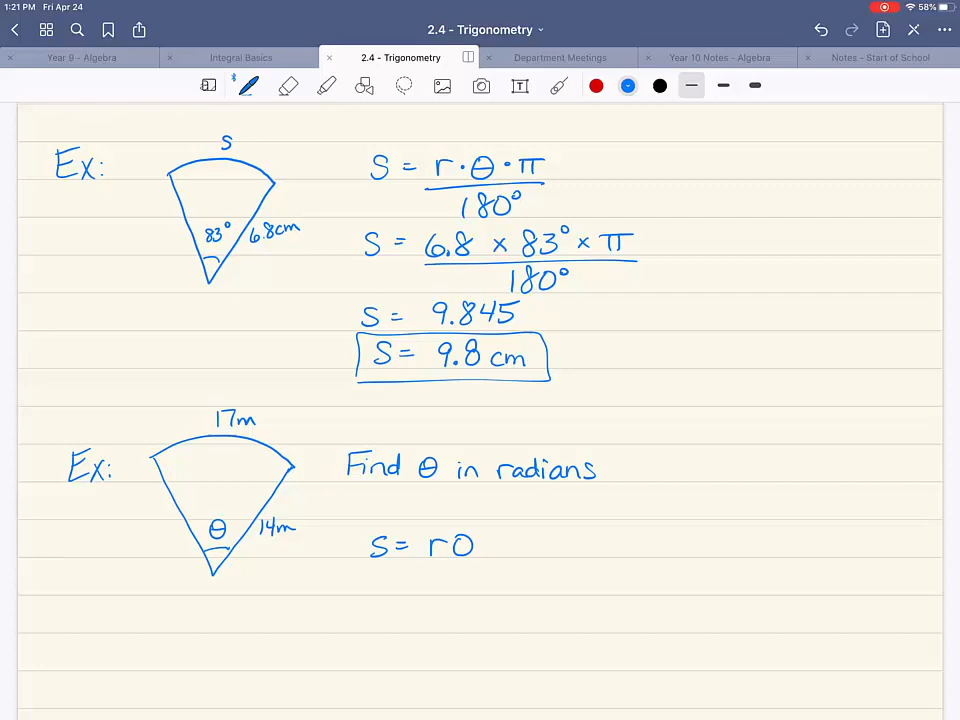 1:21 PM Fri Apr 24
58%
2.4 - Trigonometry
Year 9 - Algebra
Integral Basics
2.4 - Trigonometry
Department Meetings
Year 10 Notes - Algebra
Notes - Start of School
Ex:
s
83°
6.8cm
S = r · θ · π
180°
S = 6.8 × 83° × π
180°
S = 9.845
S = 9.8 cm
Ex:
17m
θ
14m
Find θ in radians
S = rO